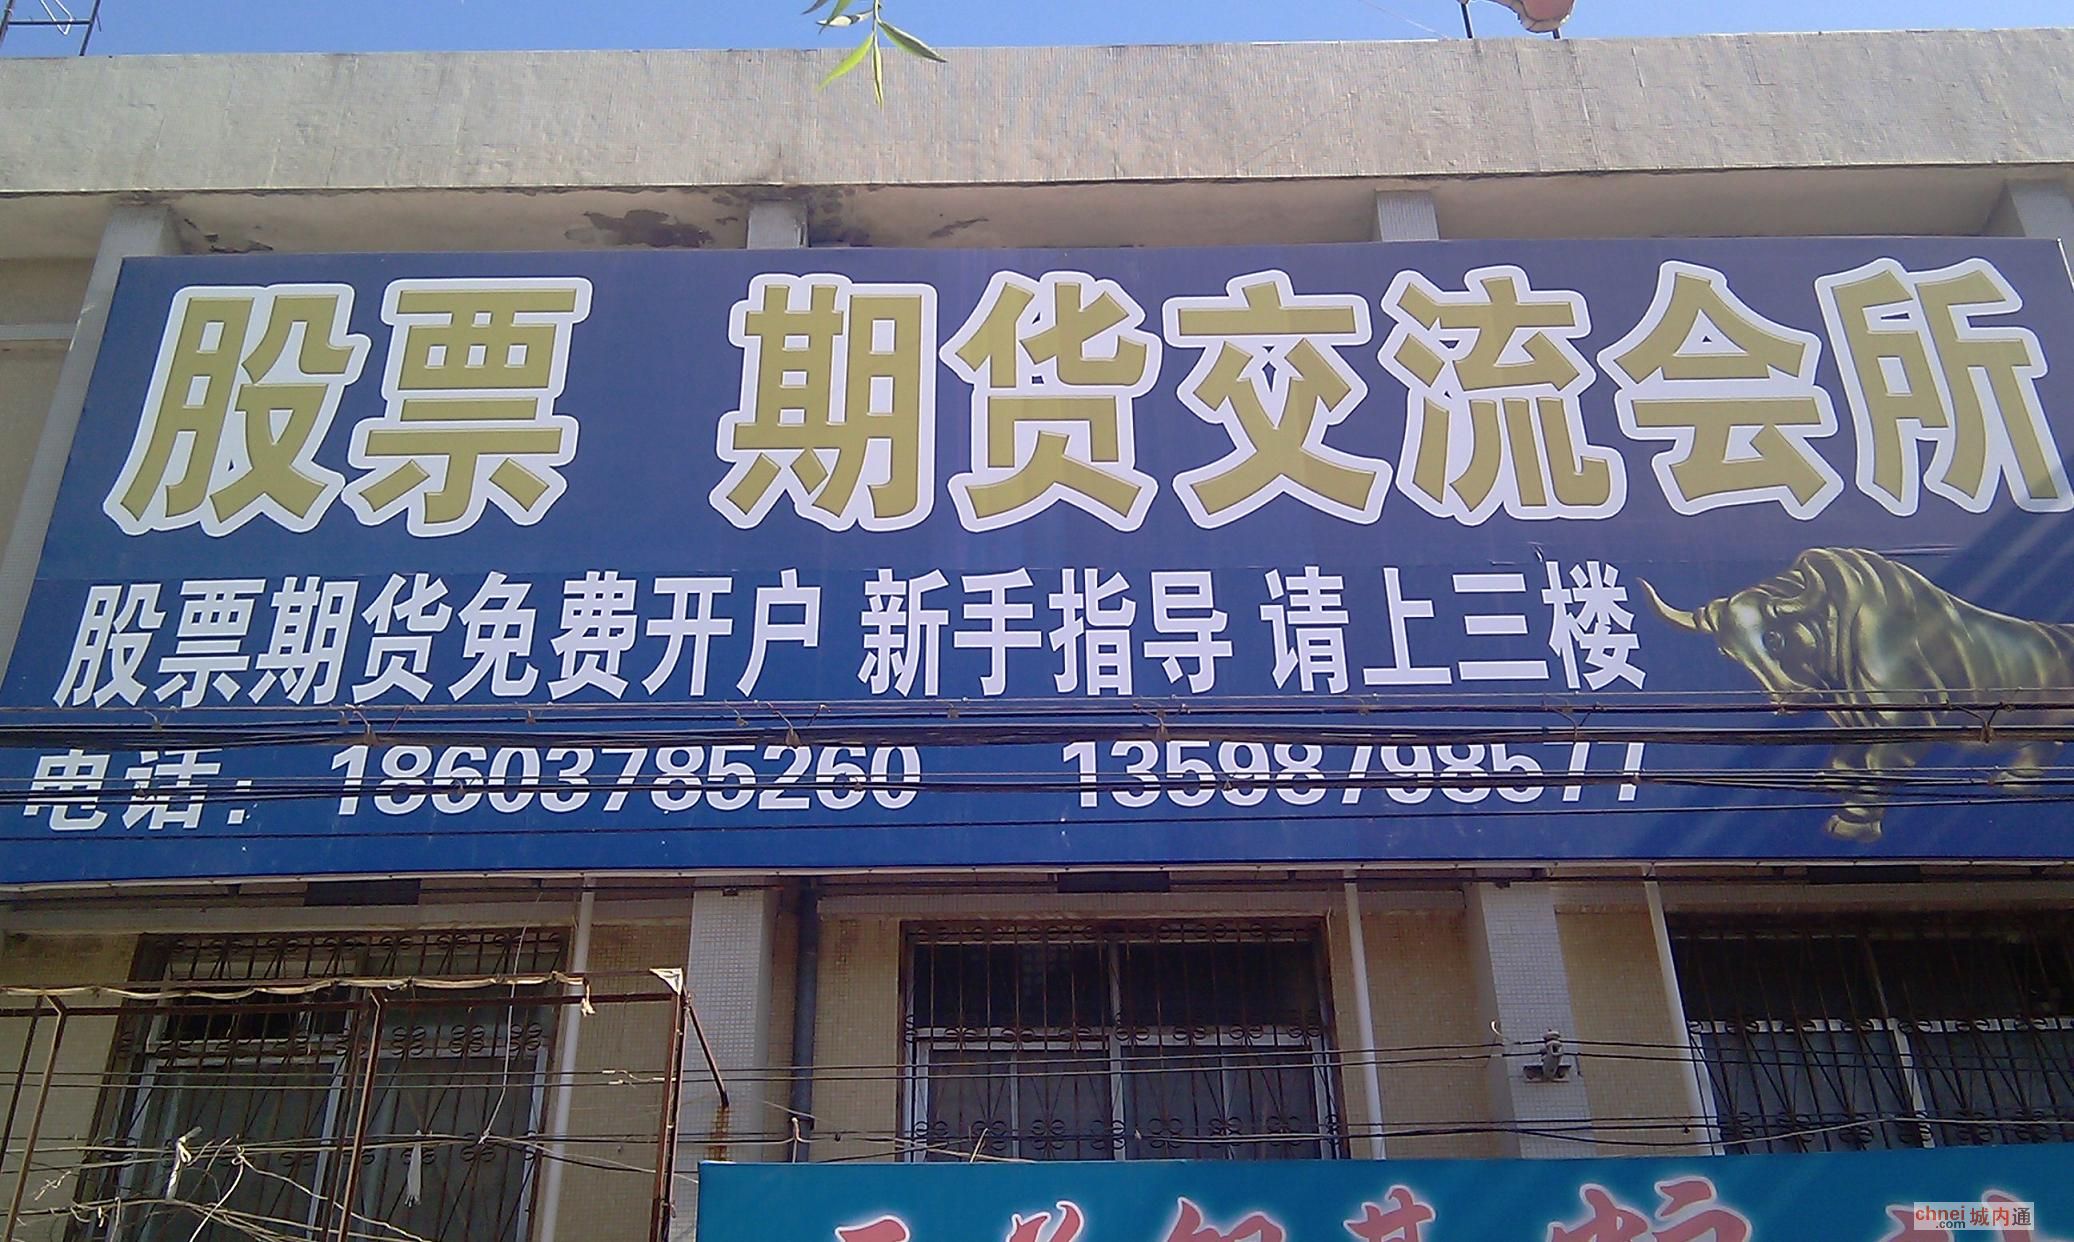 股票 期货交流会所
股票期货免费开户 新手指导 请上三楼
电话: 18603785260 13598798577
chnei.com 城内通